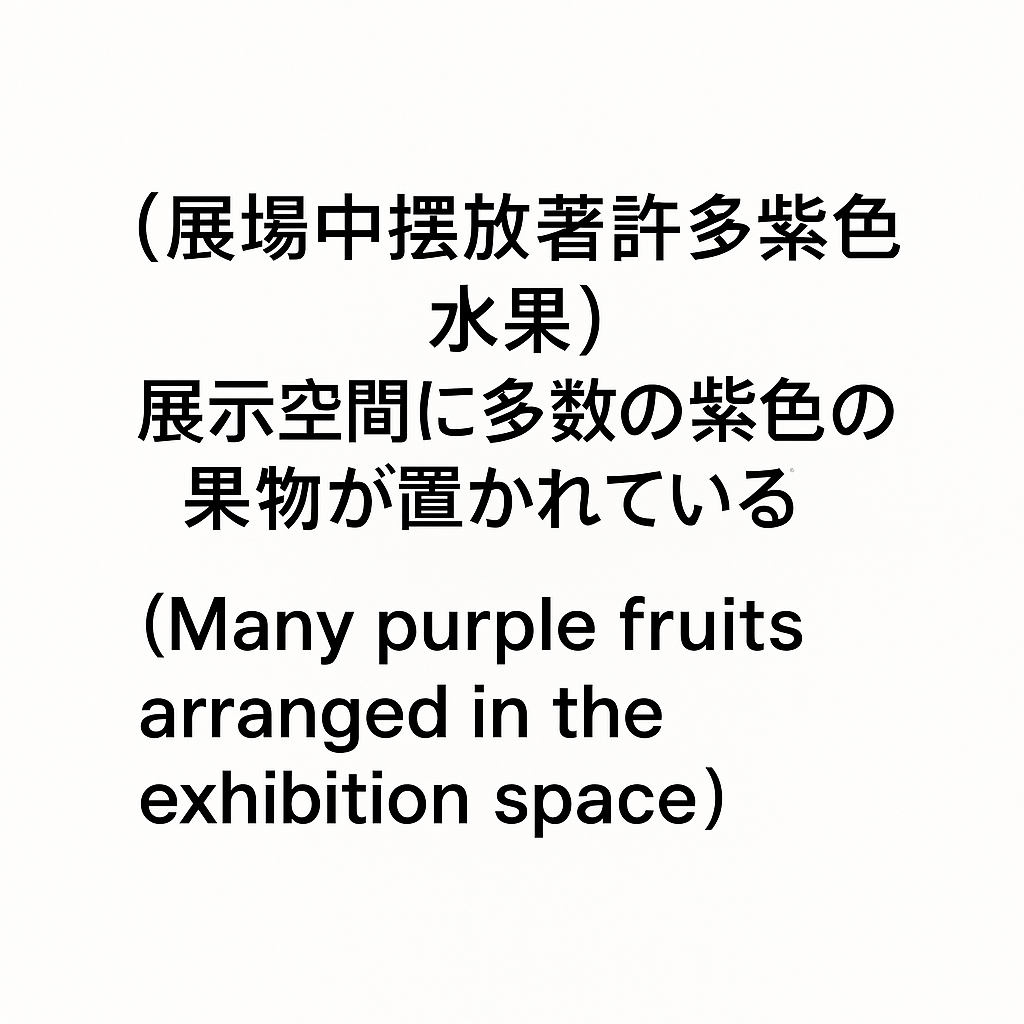 （展場中摆放著許多紫色
水果）
展示空間に多数の紫色の
果物が置かれている
(Many purple fruits
arranged in the
exhibition space)